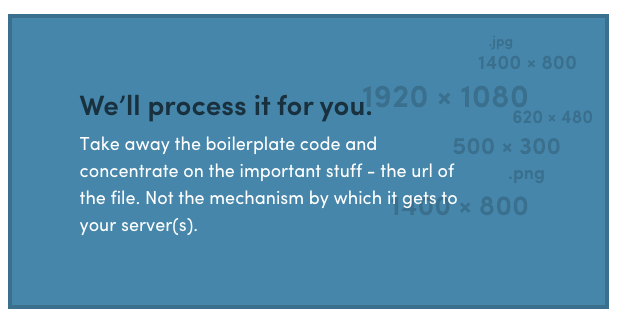 .jpg
1400 × 800
1920 × 1080
We'll process it for you.
620 × 480
Take away the boilerplate code and
500 × 300
concentrate on the important stuff - the url of
.png
the file. Not the mechanism by which it gets to
1400 × 800
your server(s).